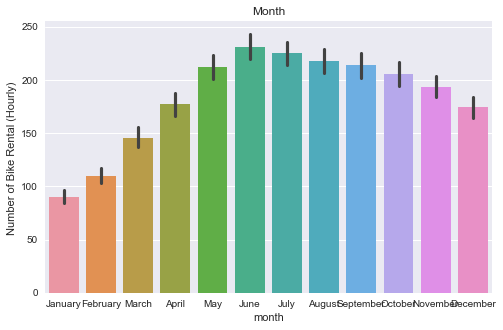 Month
Number of Bike Rental (Hourly)
250
200
150
100
50
0
January February March April May June July August September October November December
month